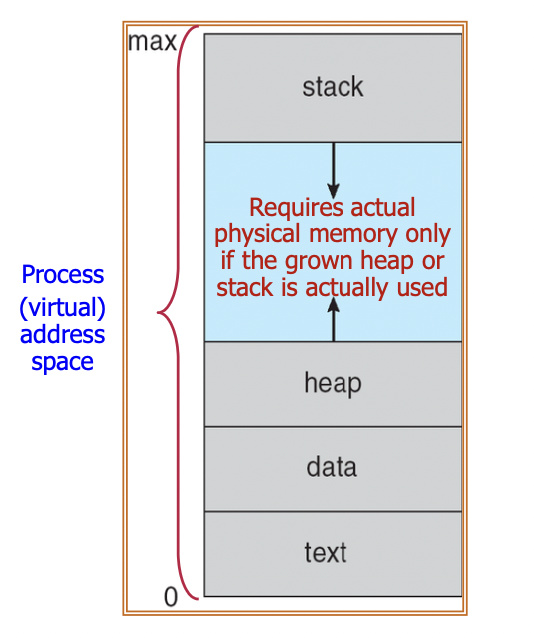 max
stack
Requires actual
physical memory only
if the grown heap or
stack is actually used
Process
(virtual)
address
space
heap
data
text
0